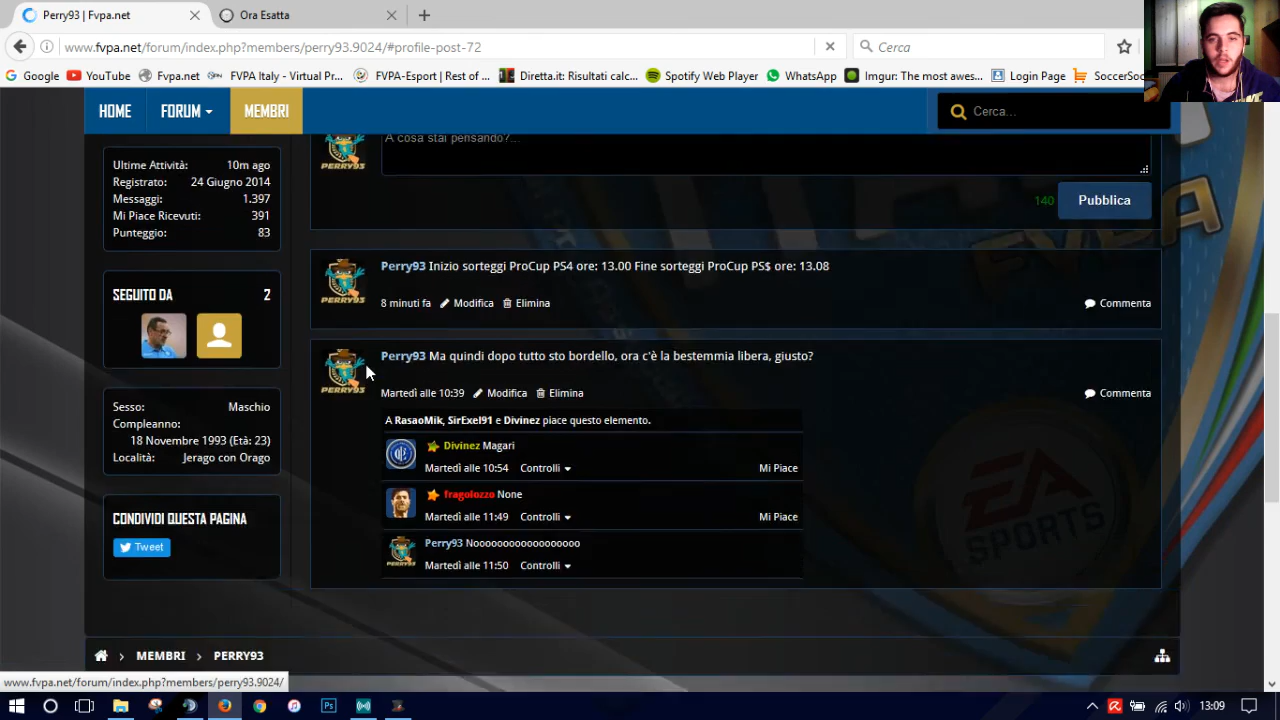 Perry93 | Fvpa.net
Ora Esatta
www.fvpa.net/forum/index.php?members/perry93.9024/#profile-post-72
Cerca
Google YouTube Fvpa.net FVPA Italy - Virtual Pr... FVPA-Esport | Rest of ... Diretta.it: Risultati calc... Spotify Web Player WhatsApp Imgur: The most awes... Login Page SoccerSoc
HOME FORUM MEMBRI
Cerca...
A cosa stai pensando?...
140 Pubblica
Ultime Attività: 10m ago
Registrato: 24 Giugno 2014
Messaggi: 1.397
Mi Piace Ricevuti: 391
Punteggio: 83
SEGUITO DA 2
Sesso: Maschio
Compleanno:
18 Novembre 1993 (Età: 23)
Località: Jerago con Orago
CONDIVIDI QUESTA PAGINA
Tweet
PERRY93
Perry93 Inizio sorteggi ProCup PS4 ore: 13.00 Fine sorteggi ProCup PS$ ore: 13.08
8 minuti fa Modifica Elimina Commenta
PERRY93
Perry93 Ma quindi dopo tutto sto bordello, ora c'è la bestemmia libera, giusto?
PERRY93
Martedì alle 10:39 Modifica Elimina Commenta
A RasaoMik, SirExel91 e Divinez piace questo elemento.
Divinez Magari
Martedì alle 10:54 Controlli Mi Piace
fragolozzo None
Martedì alle 11:49 Controlli Mi Piace
Perry93 Noooooooooooooooooo
PERRY93
Martedì alle 11:50 Controlli
EA
SPORTS
MEMBRI PERRY93
www.fvpa.net/forum/index.php?members/perry93.9024/
Ps
13:09